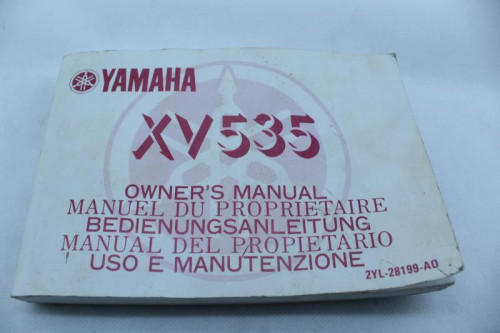 YAMAHA
XV535
OWNER'S MANUAL
MANUEL DU PROPRIETAIRE
BEDIENUNGSANLEITUNG
MANUAL DEL PROPIETARIO
USO E MANUTENZIONE
2YL-28199-A0